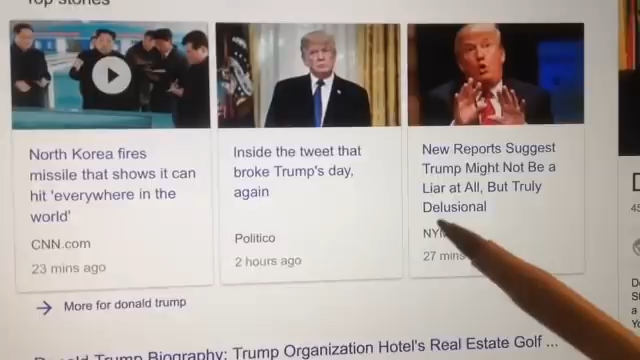 Top stories
North Korea fires
missile that shows it can
hit 'everywhere in the
world'
CNN.com
23 mins ago
Inside the tweet that
broke Trump's day,
again
Politico
2 hours ago
New Reports Suggest
Trump Might Not Be a
Liar at All, But Truly
Delusional
27 mins
More for donald trump
Donald Trump Biography: Trump Organization Hotel's Real Estate Golf ...